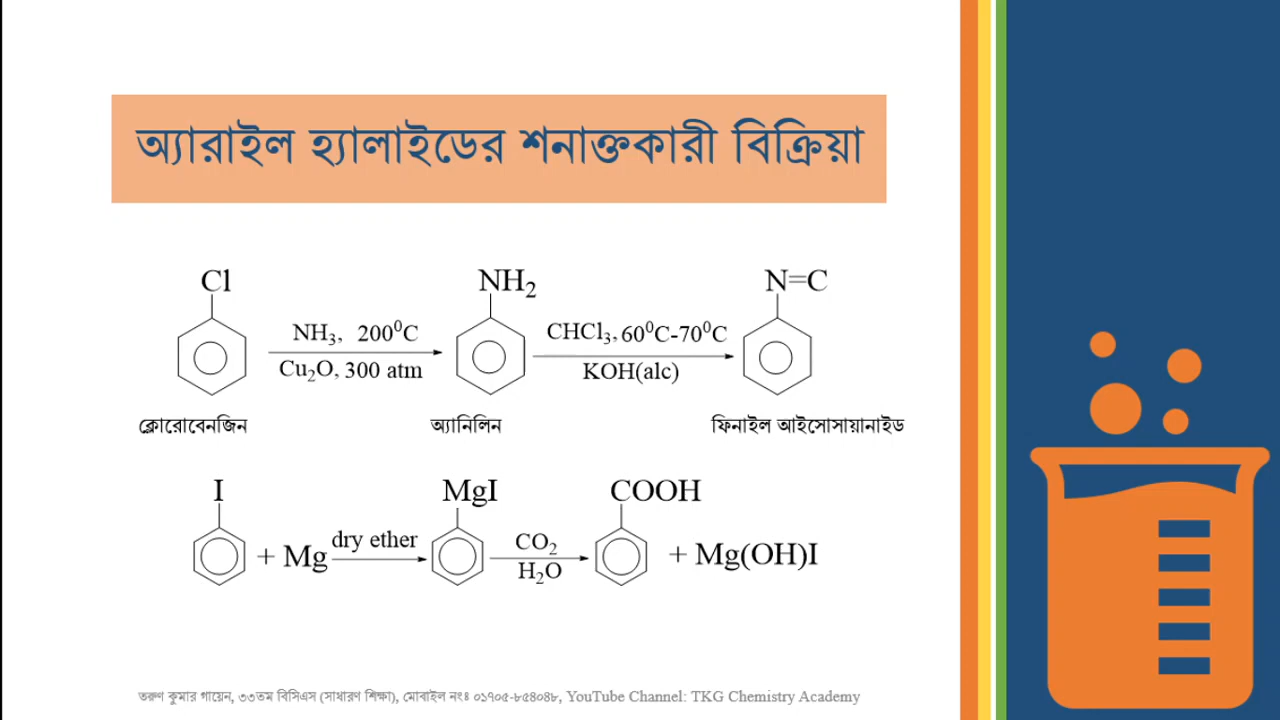 অ্যারাইল হ্যালাইডের শনাক্তকারী বিক্রিয়া
Cl NH₂ N=C
NH₃, 200⁰C CHCl₃, 60⁰C-70⁰C
Cu₂O, 300 atm KOH(alc)
ক্লোরোবেনজিন অ্যানিলিন ফিনাইল আইসোসায়ানাইড
I MgI COOH
+ Mg dry ether CO₂ + Mg(OH)I
H₂O
তরুণ কুমার গায়েন, ৩৩তম বিসিএস (সাধারণ শিক্ষা), মোবাইল নংঃ ০১৭০৫-৮৫৪০৪৮, YouTube Channel: TKG Chemistry Academy